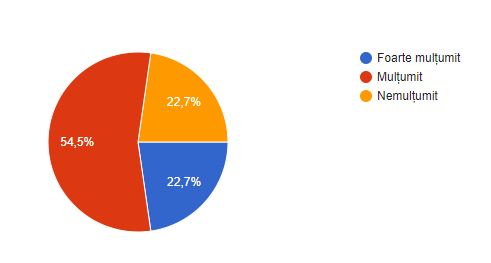 Foarte mulțumit
Mulțumit
Nemulțumit
22,7%
54,5%
22,7%